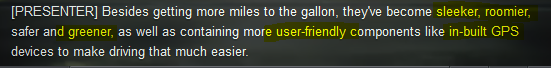 [PRESENTER] Besides getting more miles to the gallon, they've become sleeker, roomier,
safer and greener, as well as containing more user-friendly components like in-built GPS
devices to make driving that much easier.